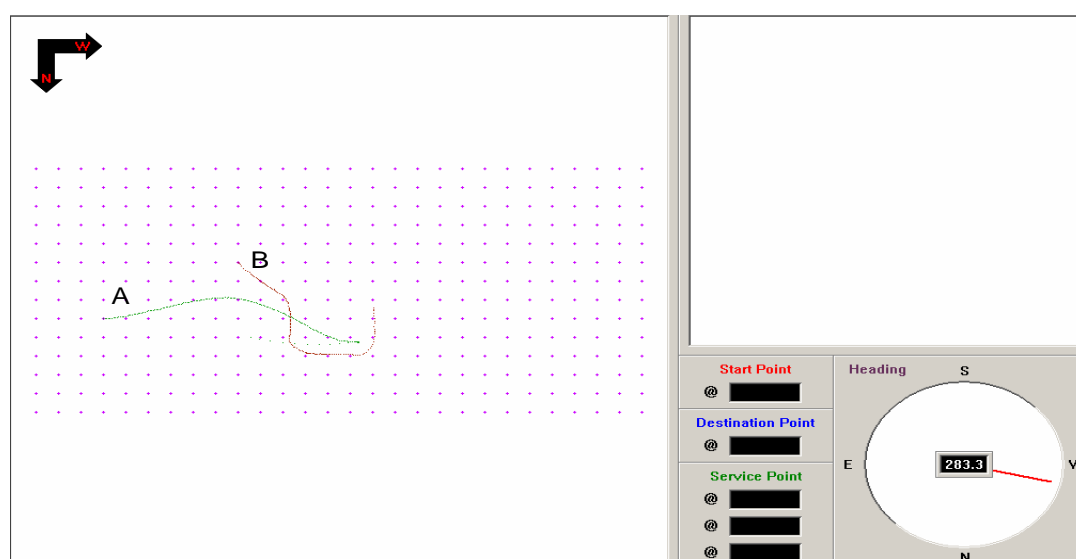 W
N
B
A
Start Point
@
Destination Point
@
Service Point
@
@
@
Heading
S
E
283.3
N